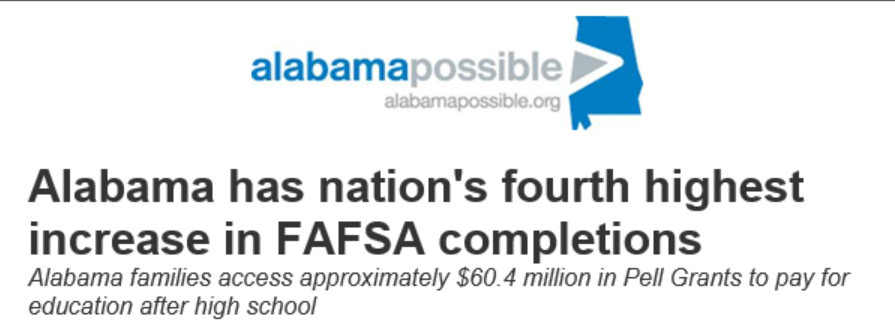 alabamapossible
alabamapossible.org
Alabama has nation's fourth highest
increase in FAFSA completions
Alabama families access approximately $60.4 million in Pell Grants to pay for
education after high school